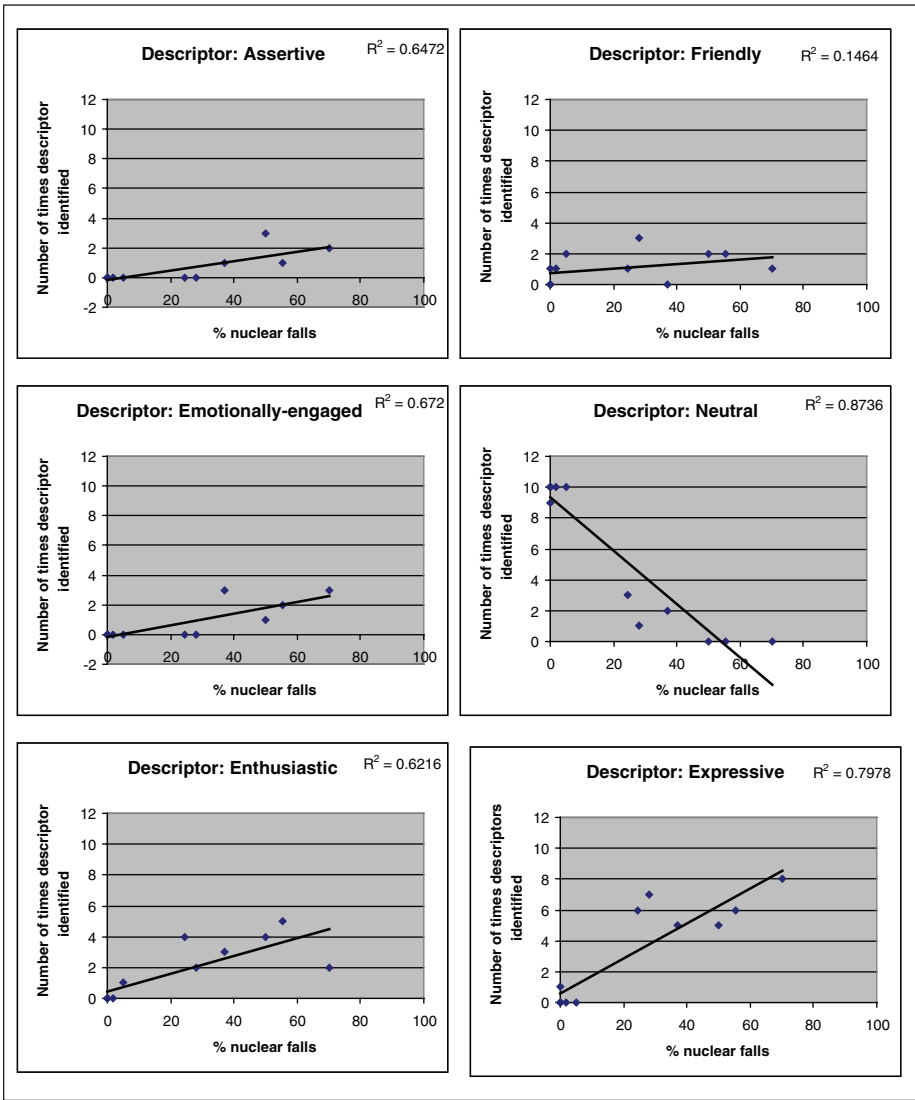 Descriptor: Assertive
R² = 0.6472
Number of times descriptor
identified
12
10
8
6
4
2
0
-2
0 20 40 60 80 100
% nuclear falls
Descriptor: Friendly
R² = 0.1464
Number of times descriptor
identified
12
10
8
6
4
2
0
0 20 40 60 80 100
% nuclear falls
Descriptor: Emotionally-engaged
R² = 0.672
Number of times descriptor
identified
12
10
8
6
4
2
0
-2
0 20 40 60 80 100
% nuclear falls
Descriptor: Neutral
R² = 0.8736
Number of times descriptor
identified
12
10
8
6
4
2
0
0 20 40 60 80 100
% nuclear falls
Descriptor: Enthusiastic
R² = 0.6216
Number of times descriptor
identified
12
10
8
6
4
2
0
0 20 40 60 80 100
% nuclear falls
Descriptor: Expressive
R² = 0.7978
Number of times descriptors
identified
12
10
8
6
4
2
0
0 20 40 60 80 100
% nuclear falls